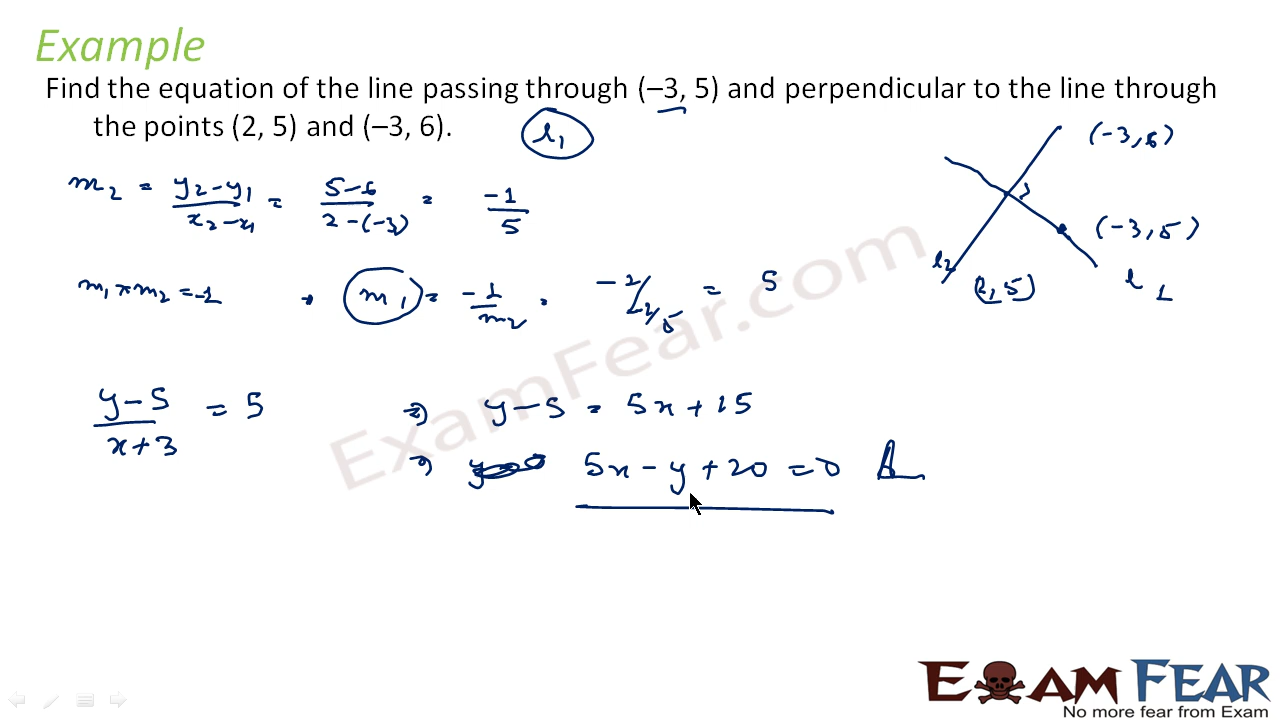 Example
Find the equation of the line passing through (–3, 5) and perpendicular to the line through
the points (2, 5) and (–3, 6).
l₁
m₂ = y₂-y₁ / x₂-x₁ = 5-6 / 2-(-3) = -1 / 5
(-3,6)
(-3,5)
l₂
(2,5)
l 1
m₁ × m₂ = -1 → m₁ = -1 / m₂ = -1 / -1/5 = 5
y-5 / x+3 = 5 ⇒ y-5 = 5x+15
⇒ 5x-y+20=0
ExamFear.com
EXAM FEAR
No more fear from Exam